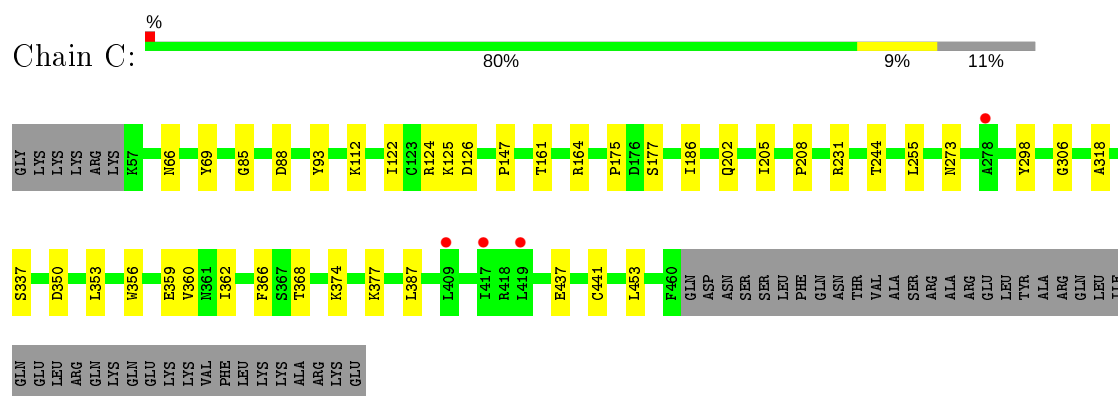 %
Chain C:
80% 9% 11%
GLY LYS LYS LYS ARG LYS K57 N66 Y69 G85 D88 Y93 K112 I122 C123 R124 K125 D126 P147 T161 R164 P175 D176 S177 I186 Q202 I205 P208 R231 T244 L255 N273 A278 Y298 G306 A318
S337 D350 L353 W356 E359 V360 N361 I362 F366 S367 T368 K374 K377 L387 L409 I417 R418 L419 E437 C441 L453 F460 GLN ASP ASN SER SER LEU PHE GLN ASN THR VAL ALA SER ARG ALA ARG GLU LEU TYR ALA ARG GLN LEU ILE
GLN GLU LEU ARG GLN LYS GLN GLU LYS LYS VAL PHE LEU LYS LYS ALA ARG LYS GLU